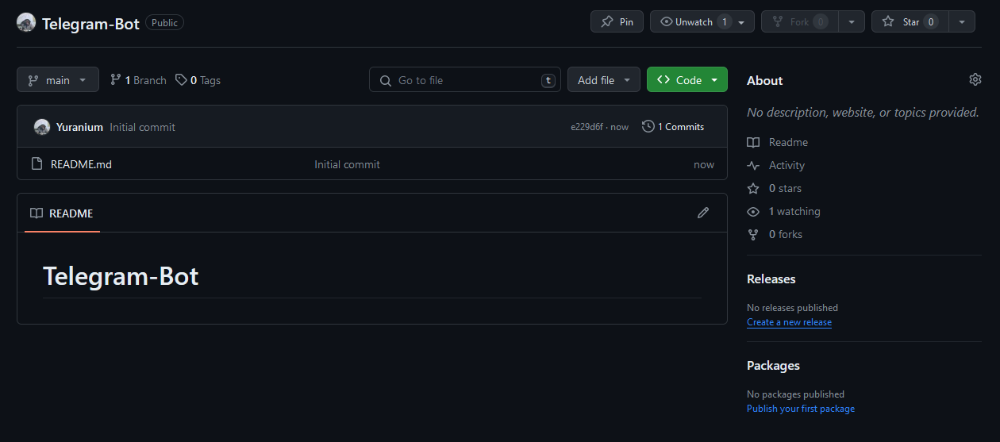 Telegram-Bot Public Pin Unwatch 1 Fork 0 Star 0
main 1 Branch 0 Tags Go to file t Add file Code
Yuranium Initial commit e229d6f · now 1 Commits
README.md Initial commit now
README
Telegram-Bot
About
No description, website, or topics provided.
Readme
Activity
0 stars
1 watching
0 forks
Releases
No releases published
Create a new release
Packages
No packages published
Publish your first package